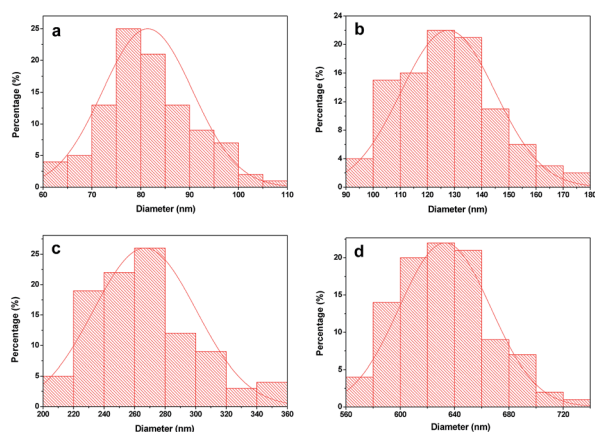 a
25
20
15
10
5
0
Percentage (%)
60 70 80 90 100 110
Diameter (nm)
b
24
20
16
12
8
4
0
Percentage (%)
90 100 110 120 130 140 150 160 170 180
Diameter (nm)
c
25
20
15
10
5
0
Percentage (%)
200 220 240 260 280 300 320 340 360
Diameter (nm)
d
20
15
10
5
0
Percentage (%)
560 600 640 680 720
Diameter (nm)